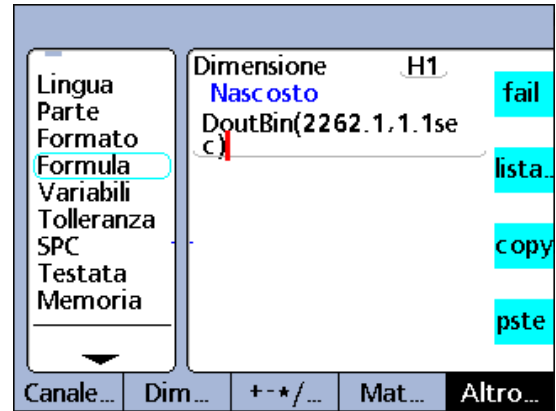 Lingua
Parte
Formato
Formula
Variabili
Tolleranza
SPC
Testata
Memoria
Dimensione H1
Nascosto
DoutBin(2262.1,1.1se
c)
fail
lista..
copy
pste
Canale... Dim... +-*/... Mat... Altro...